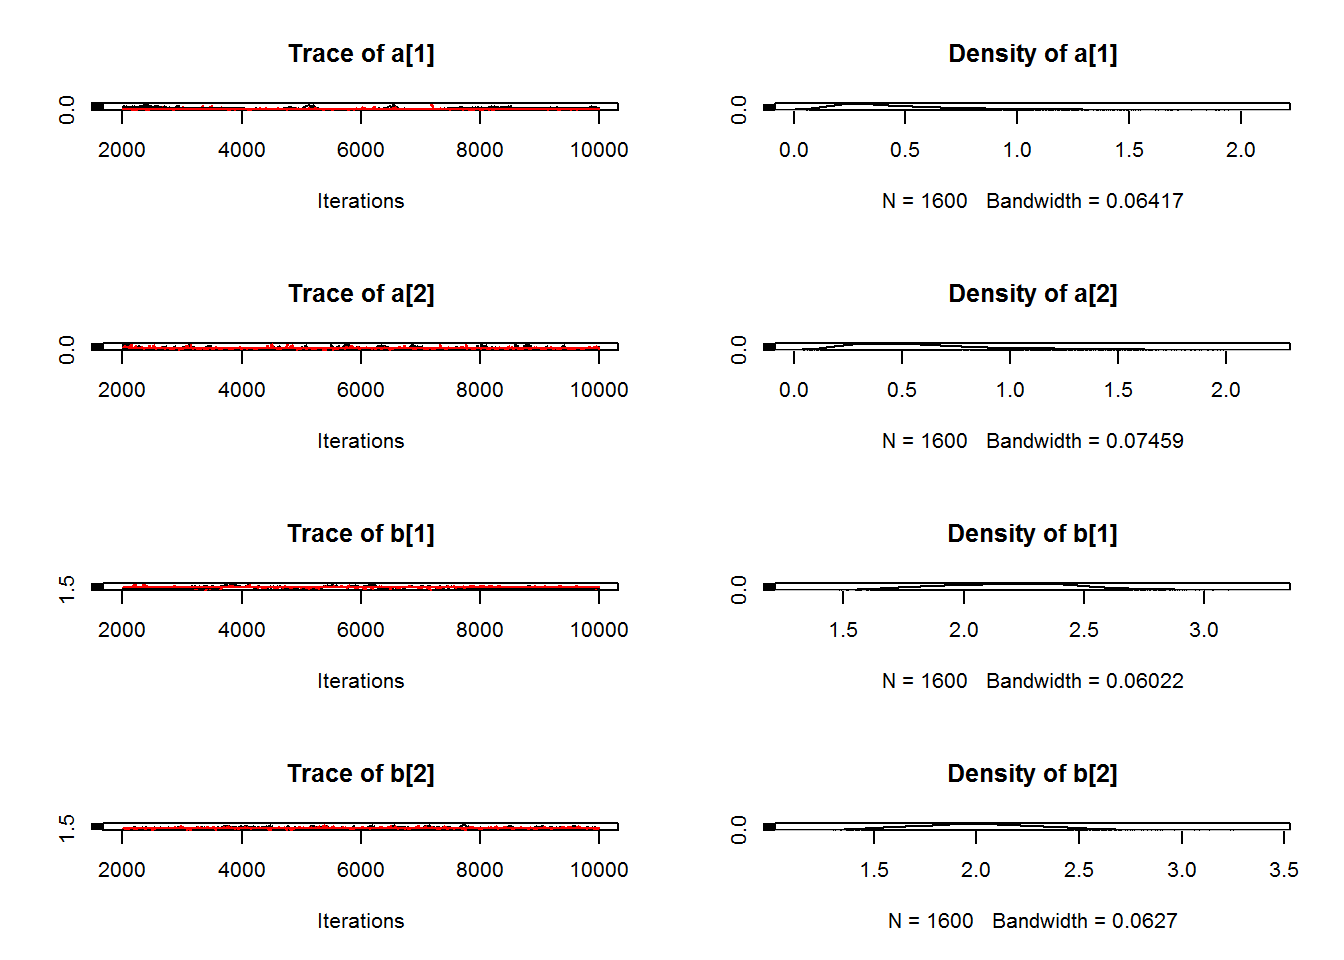 Trace of a[1]
0.0
2000 4000 6000 8000 10000
Iterations
Density of a[1]
0.0
0.0 0.5 1.0 1.5 2.0
N = 1600 Bandwidth = 0.06417
Trace of a[2]
0.0
2000 4000 6000 8000 10000
Iterations
Density of a[2]
0.0
0.0 0.5 1.0 1.5 2.0
N = 1600 Bandwidth = 0.07459
Trace of b[1]
1.5
2000 4000 6000 8000 10000
Iterations
Density of b[1]
0.0
1.5 2.0 2.5 3.0
N = 1600 Bandwidth = 0.06022
Trace of b[2]
1.5
2000 4000 6000 8000 10000
Iterations
Density of b[2]
0.0
1.5 2.0 2.5 3.0 3.5
N = 1600 Bandwidth = 0.0627